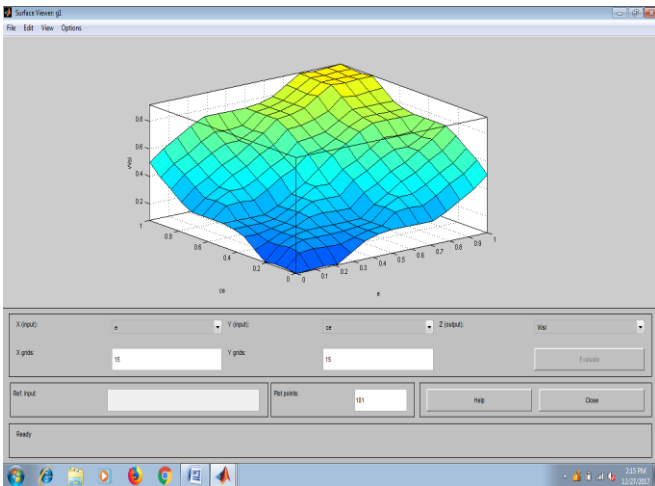 Surface Viewer: g1
File Edit View Options
0.8
0.6
0.4
0.2
1
0.8
0.6
0.4
0.2
0
ce
0
0.1
0.2
0.3
0.4
0.5
0.6
0.7
0.8
0.9
1
e
X (input): e Y (input): ce Z (output):
X grids: 15 Y grids: 15 Evaluate
Ref. Input: Plot points: 101 Help Close
Ready
2:15 PM
12/27/2017